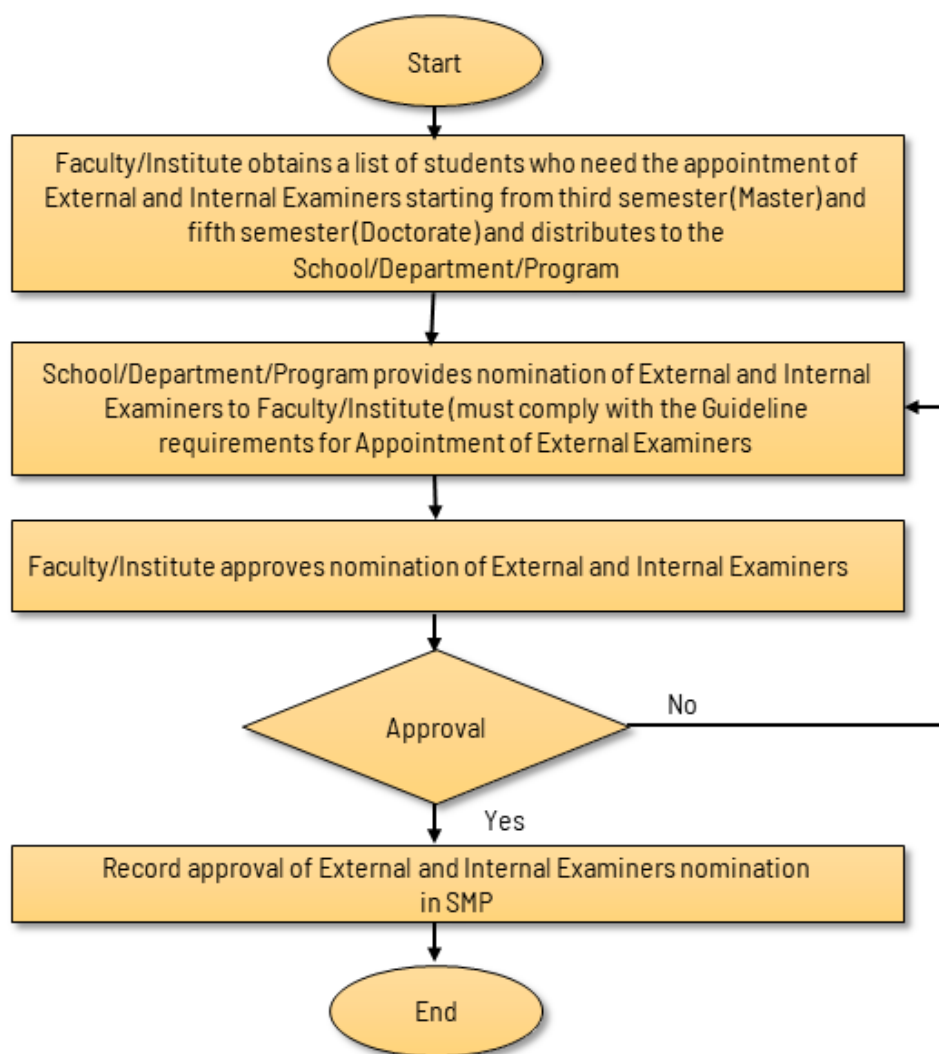 Start
Faculty/Institute obtains a list of students who need the appointment of
External and Internal Examiners starting from third semester (Master) and
fifth semester (Doctorate) and distributes to the
School/Department/Program
School/Department/Program provides nomination of External and Internal
Examiners to Faculty/Institute (must comply with the Guideline
requirements for Appointment of External Examiners
Faculty/Institute approves nomination of External and Internal Examiners
Approval
No
Yes
Record approval of External and Internal Examiners nomination
in SMP
End